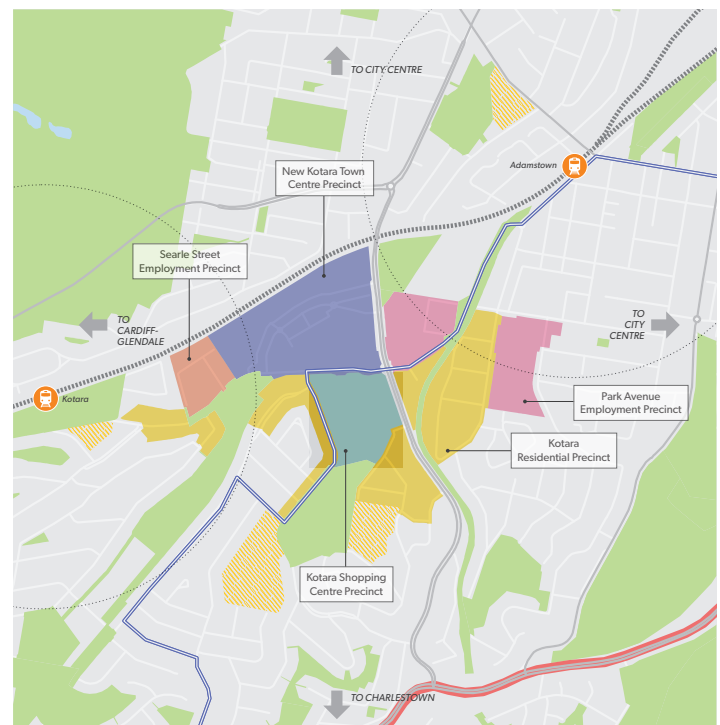 TO CITY CENTRE
Adamstown
New Kotara Town
Centre Precinct
Searle Street
Employment Precinct
TO
CARDIFF-
GLENDALE
TO
CITY
CENTRE
Kotara
Park Avenue
Employment Precinct
Kotara
Residential Precinct
Kotara Shopping
Centre Precinct
TO CHARLESTOWN